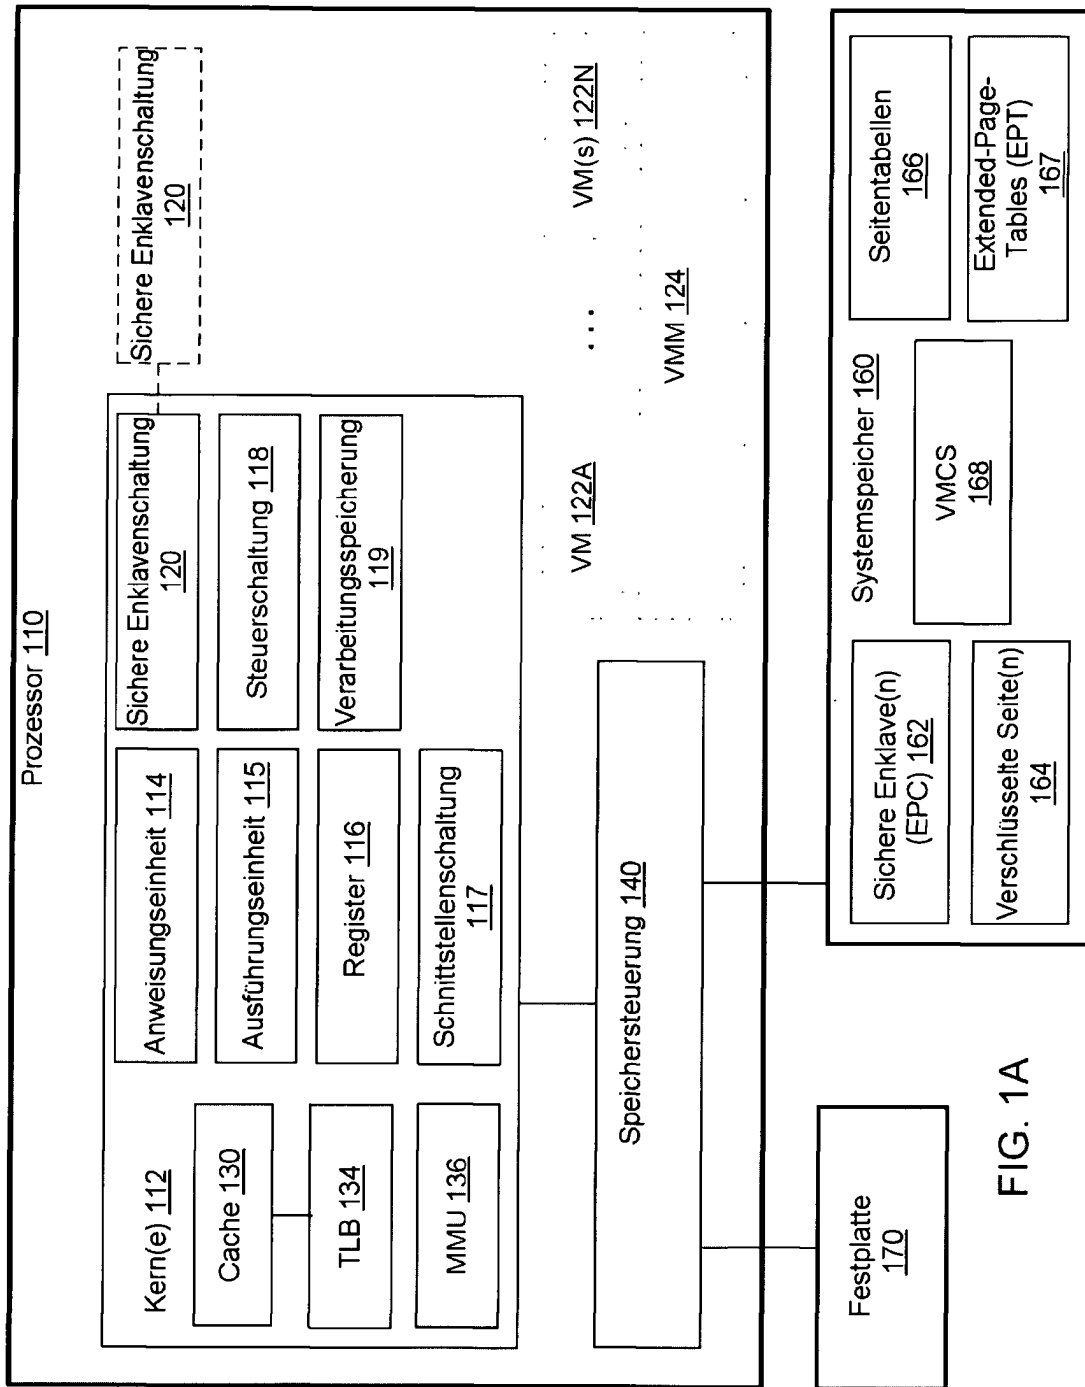 Prozessor 110
Kern(e) 112
Cache 130
TLB 134
MMU 136
Anweisungseinheit 114
Ausführungseinheit 115
Register 116
Schnittstellenschaltung
117
Sichere Enklavenschaltung
120
Steuerschaltung 118
Verarbeitungsspeicherung
119
Sichere Enklavenschaltung
120
VM 122A
...
VM(s) 122N
VMM 124
Speichersteuerung 140
Festplatte
170
Systemspeicher 160
Sichere Enklave(n)
(EPC) 162
Verschlüsselte Seite(n)
164
VMCS
168
Seitentabellen
166
Extended-Page-
Tables (EPT)
167
FIG. 1A